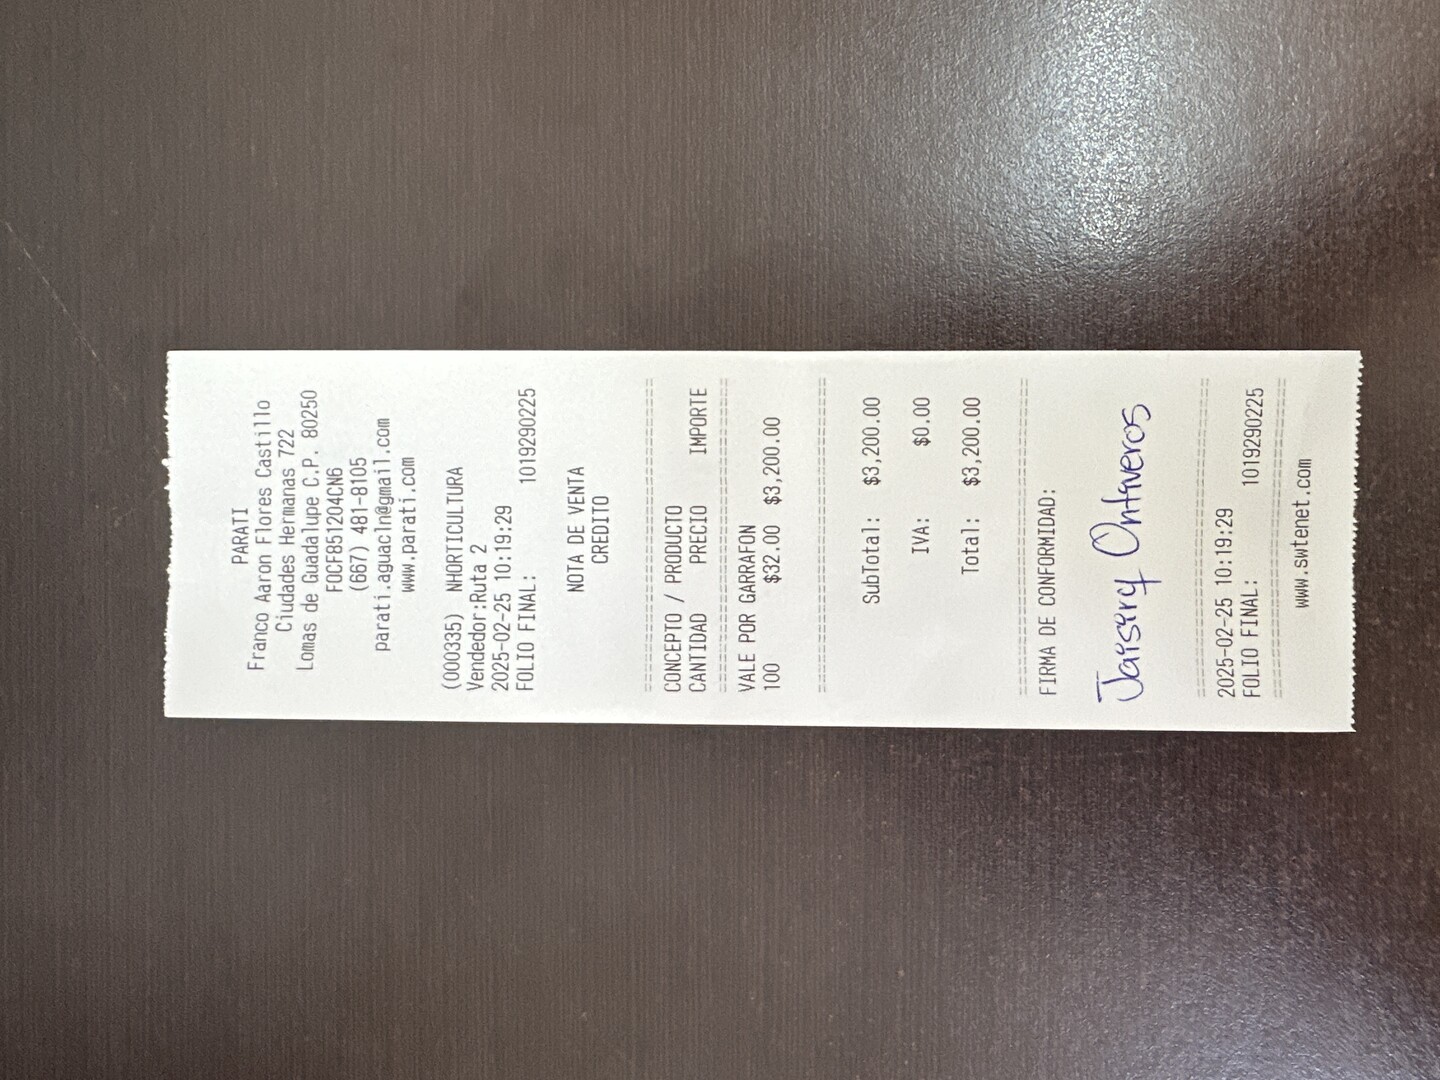 PARATI
Franco Aaron Flores Castillo
Ciudades Hermanas 722
Lomas de Guadalupe C.P. 80250
FOCF851204CN6
(667) 481-8105
parati.aguacln@gmail.com
www.parati.com
(000335) NHORTICULTURA
Vendedor:Ruta 2
2025-02-25 10:19:29
FOLIO FINAL: 1019290225
NOTA DE VENTA
CREDITO
CONCEPTO / PRODUCTO
CANTIDAD PRECIO IMPORTE
VALE POR GARRAFON
100 $32.00 $3,200.00
SubTotal: $3,200.00
IVA: $0.00
Total: $3,200.00
FIRMA DE CONFORMIDAD:
Jaisiry Ontiveros
2025-02-25 10:19:29
FOLIO FINAL: 1019290225
www.swtenet.com